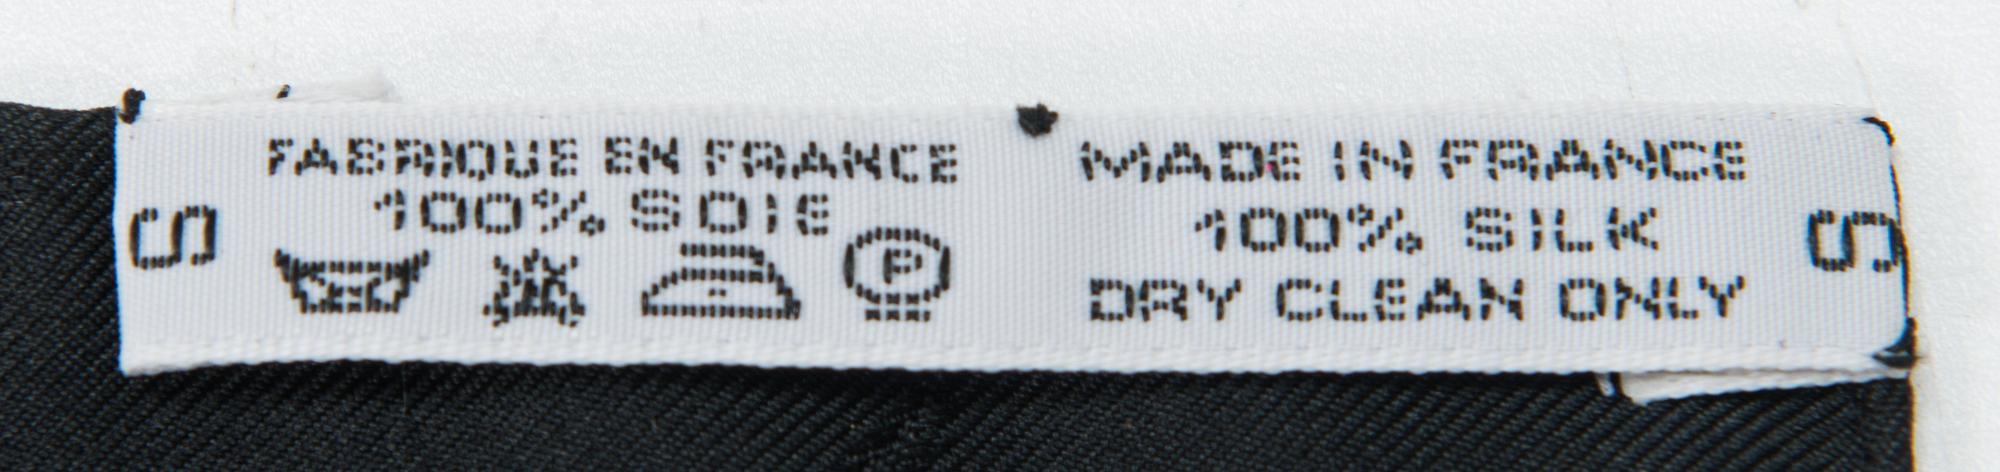 FABRIQUE EN FRANCE
100% SOIE
P
MADE IN FRANCE
100% SILK
DRY CLEAN ONLY